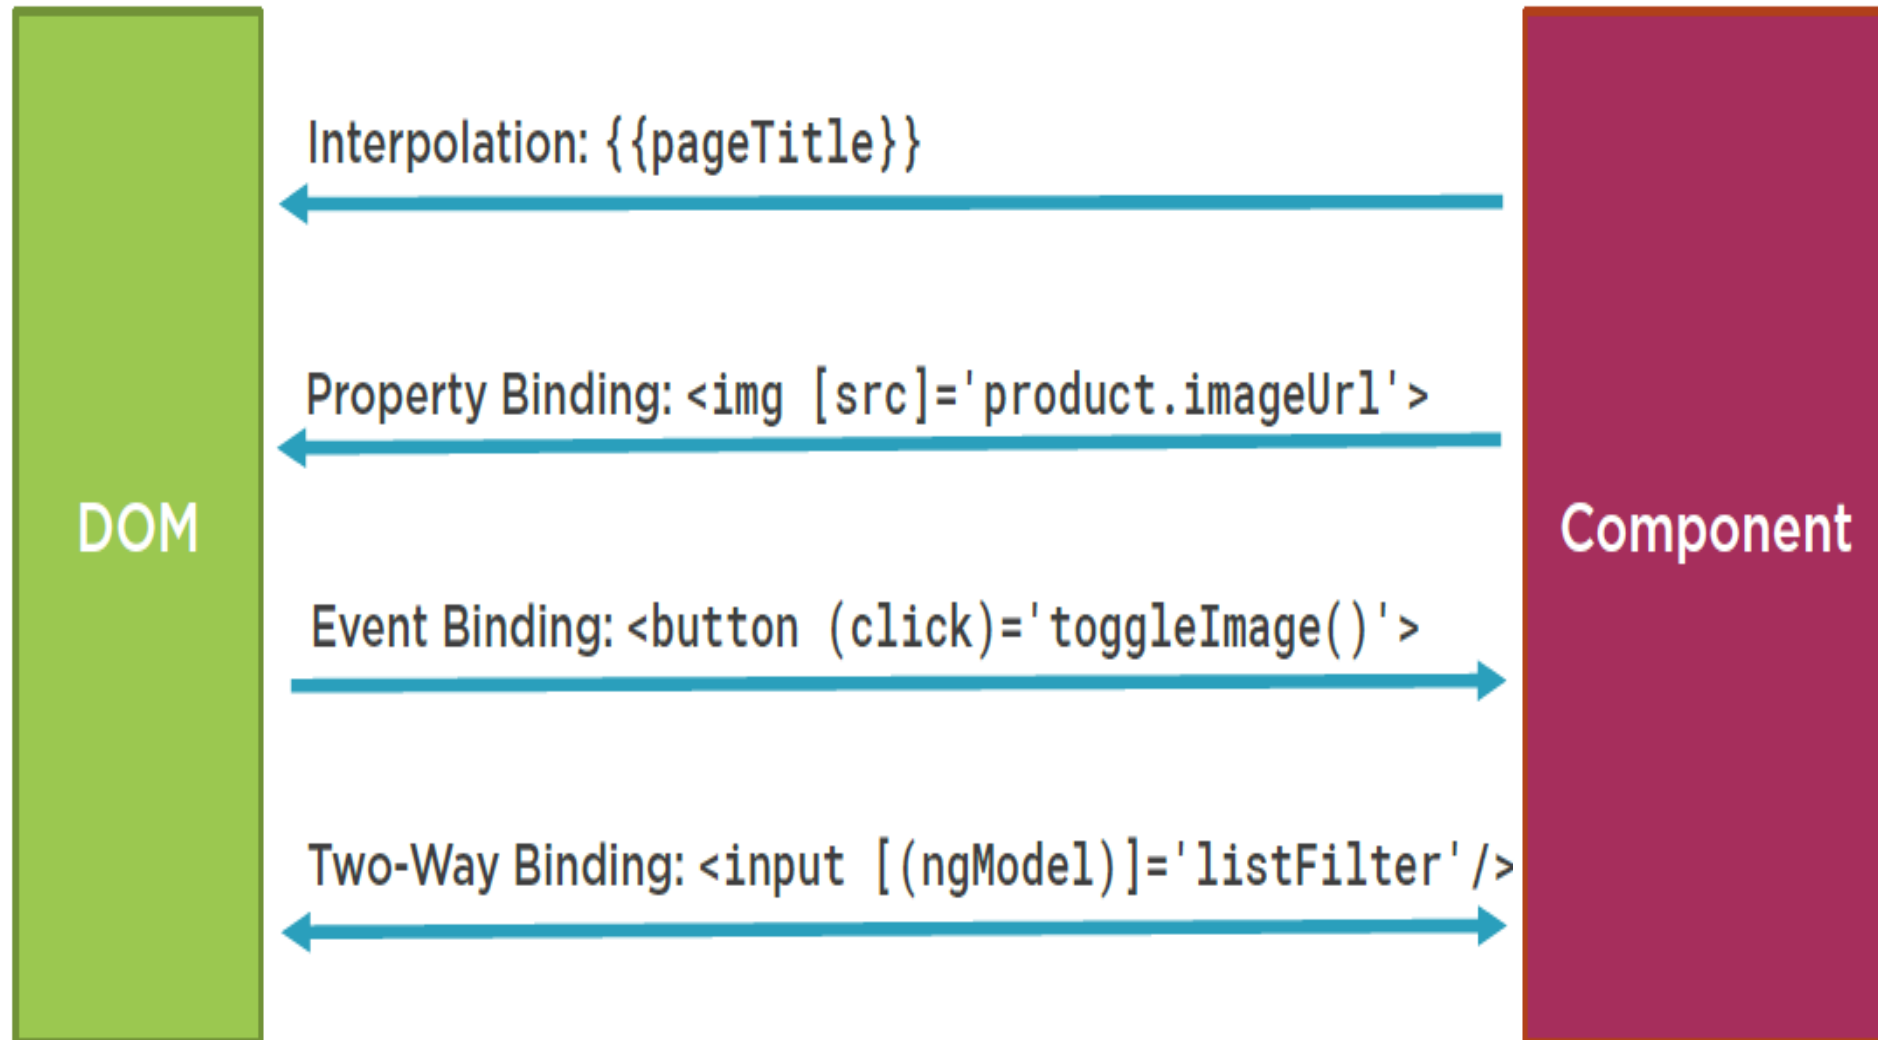 Interpolation: {{pageTitle}}
Property Binding: <img [src]='product.imageUrl'>
DOM
Component
Event Binding: <button (click)='toggleImage()'>
Two-Way Binding: <input [(ngModel)]='listFilter'/>